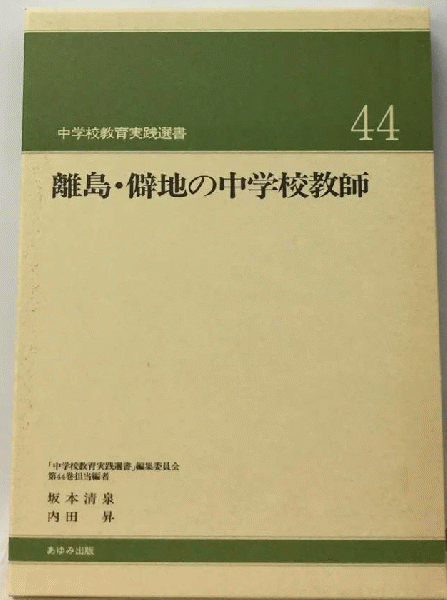 中学校教育実践選書
44
離島・僻地の中学校教師
「中学校教育実践選書」編集委員会
第44巻担当編者
坂本清泉
内田 昇
あゆみ出版